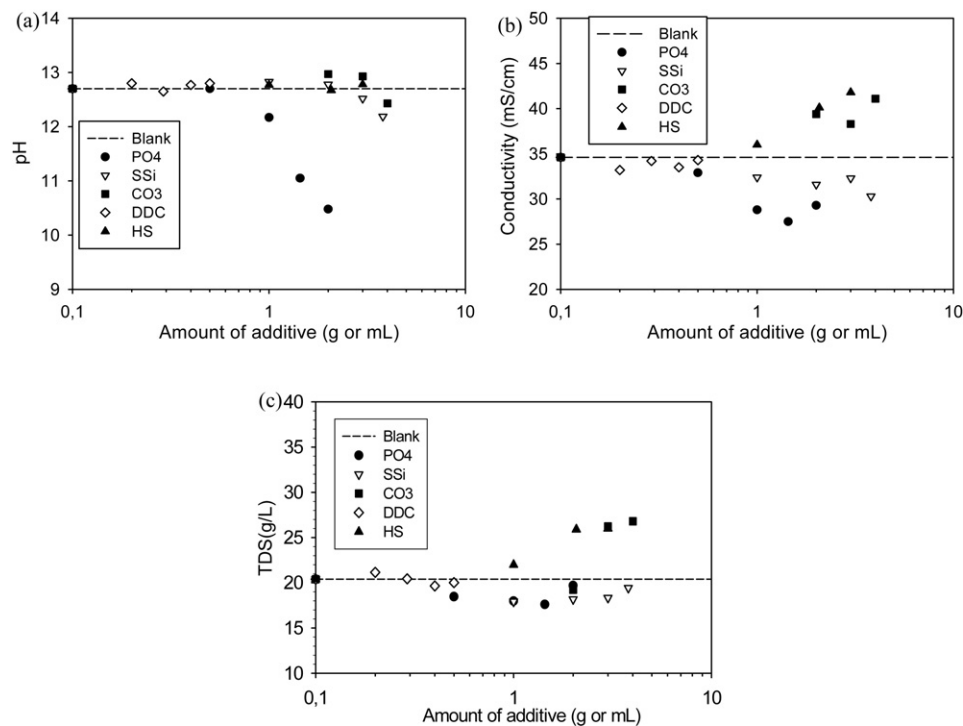 (a)
14
13
12
11
10
9
pH
Blank
PO4
SSi
CO3
DDC
HS
0,1
1
10
Amount of additive (g or mL)
(b)
50
45
40
35
30
25
20
Conductivity (mS/cm)
Blank
PO4
SSi
CO3
DDC
HS
0,1
1
10
Amount of additive (g or mL)
(c)
40
35
30
25
20
15
10
TDS(g/L)
Blank
PO4
SSi
CO3
DDC
HS
0,1
1
10
Amount of additive (g or mL)